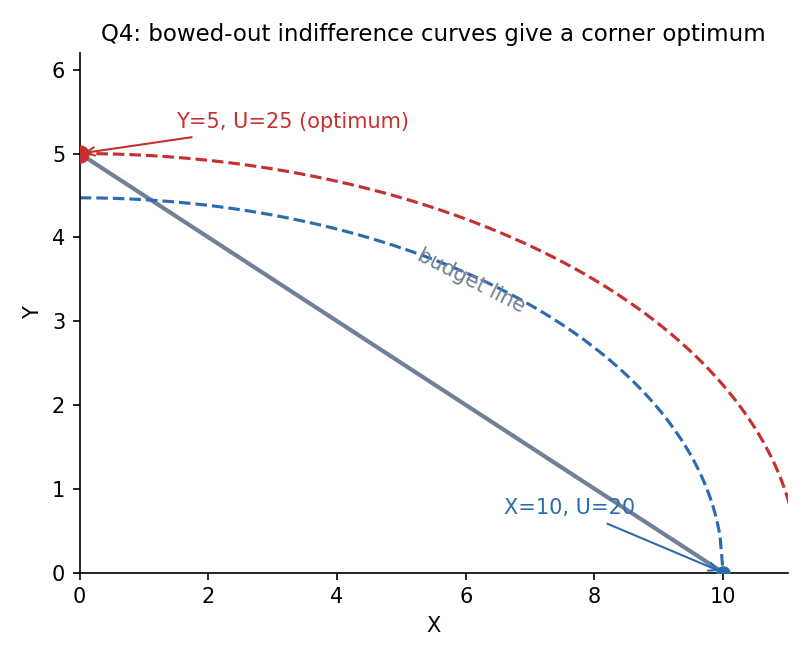 Q4: bowed-out indifference curves give a corner optimum
6
5
4
3
2
1
0
Y
Y=5, U=25 (optimum)
budget line
X=10, U=20
0 2 4 6 8 10
X